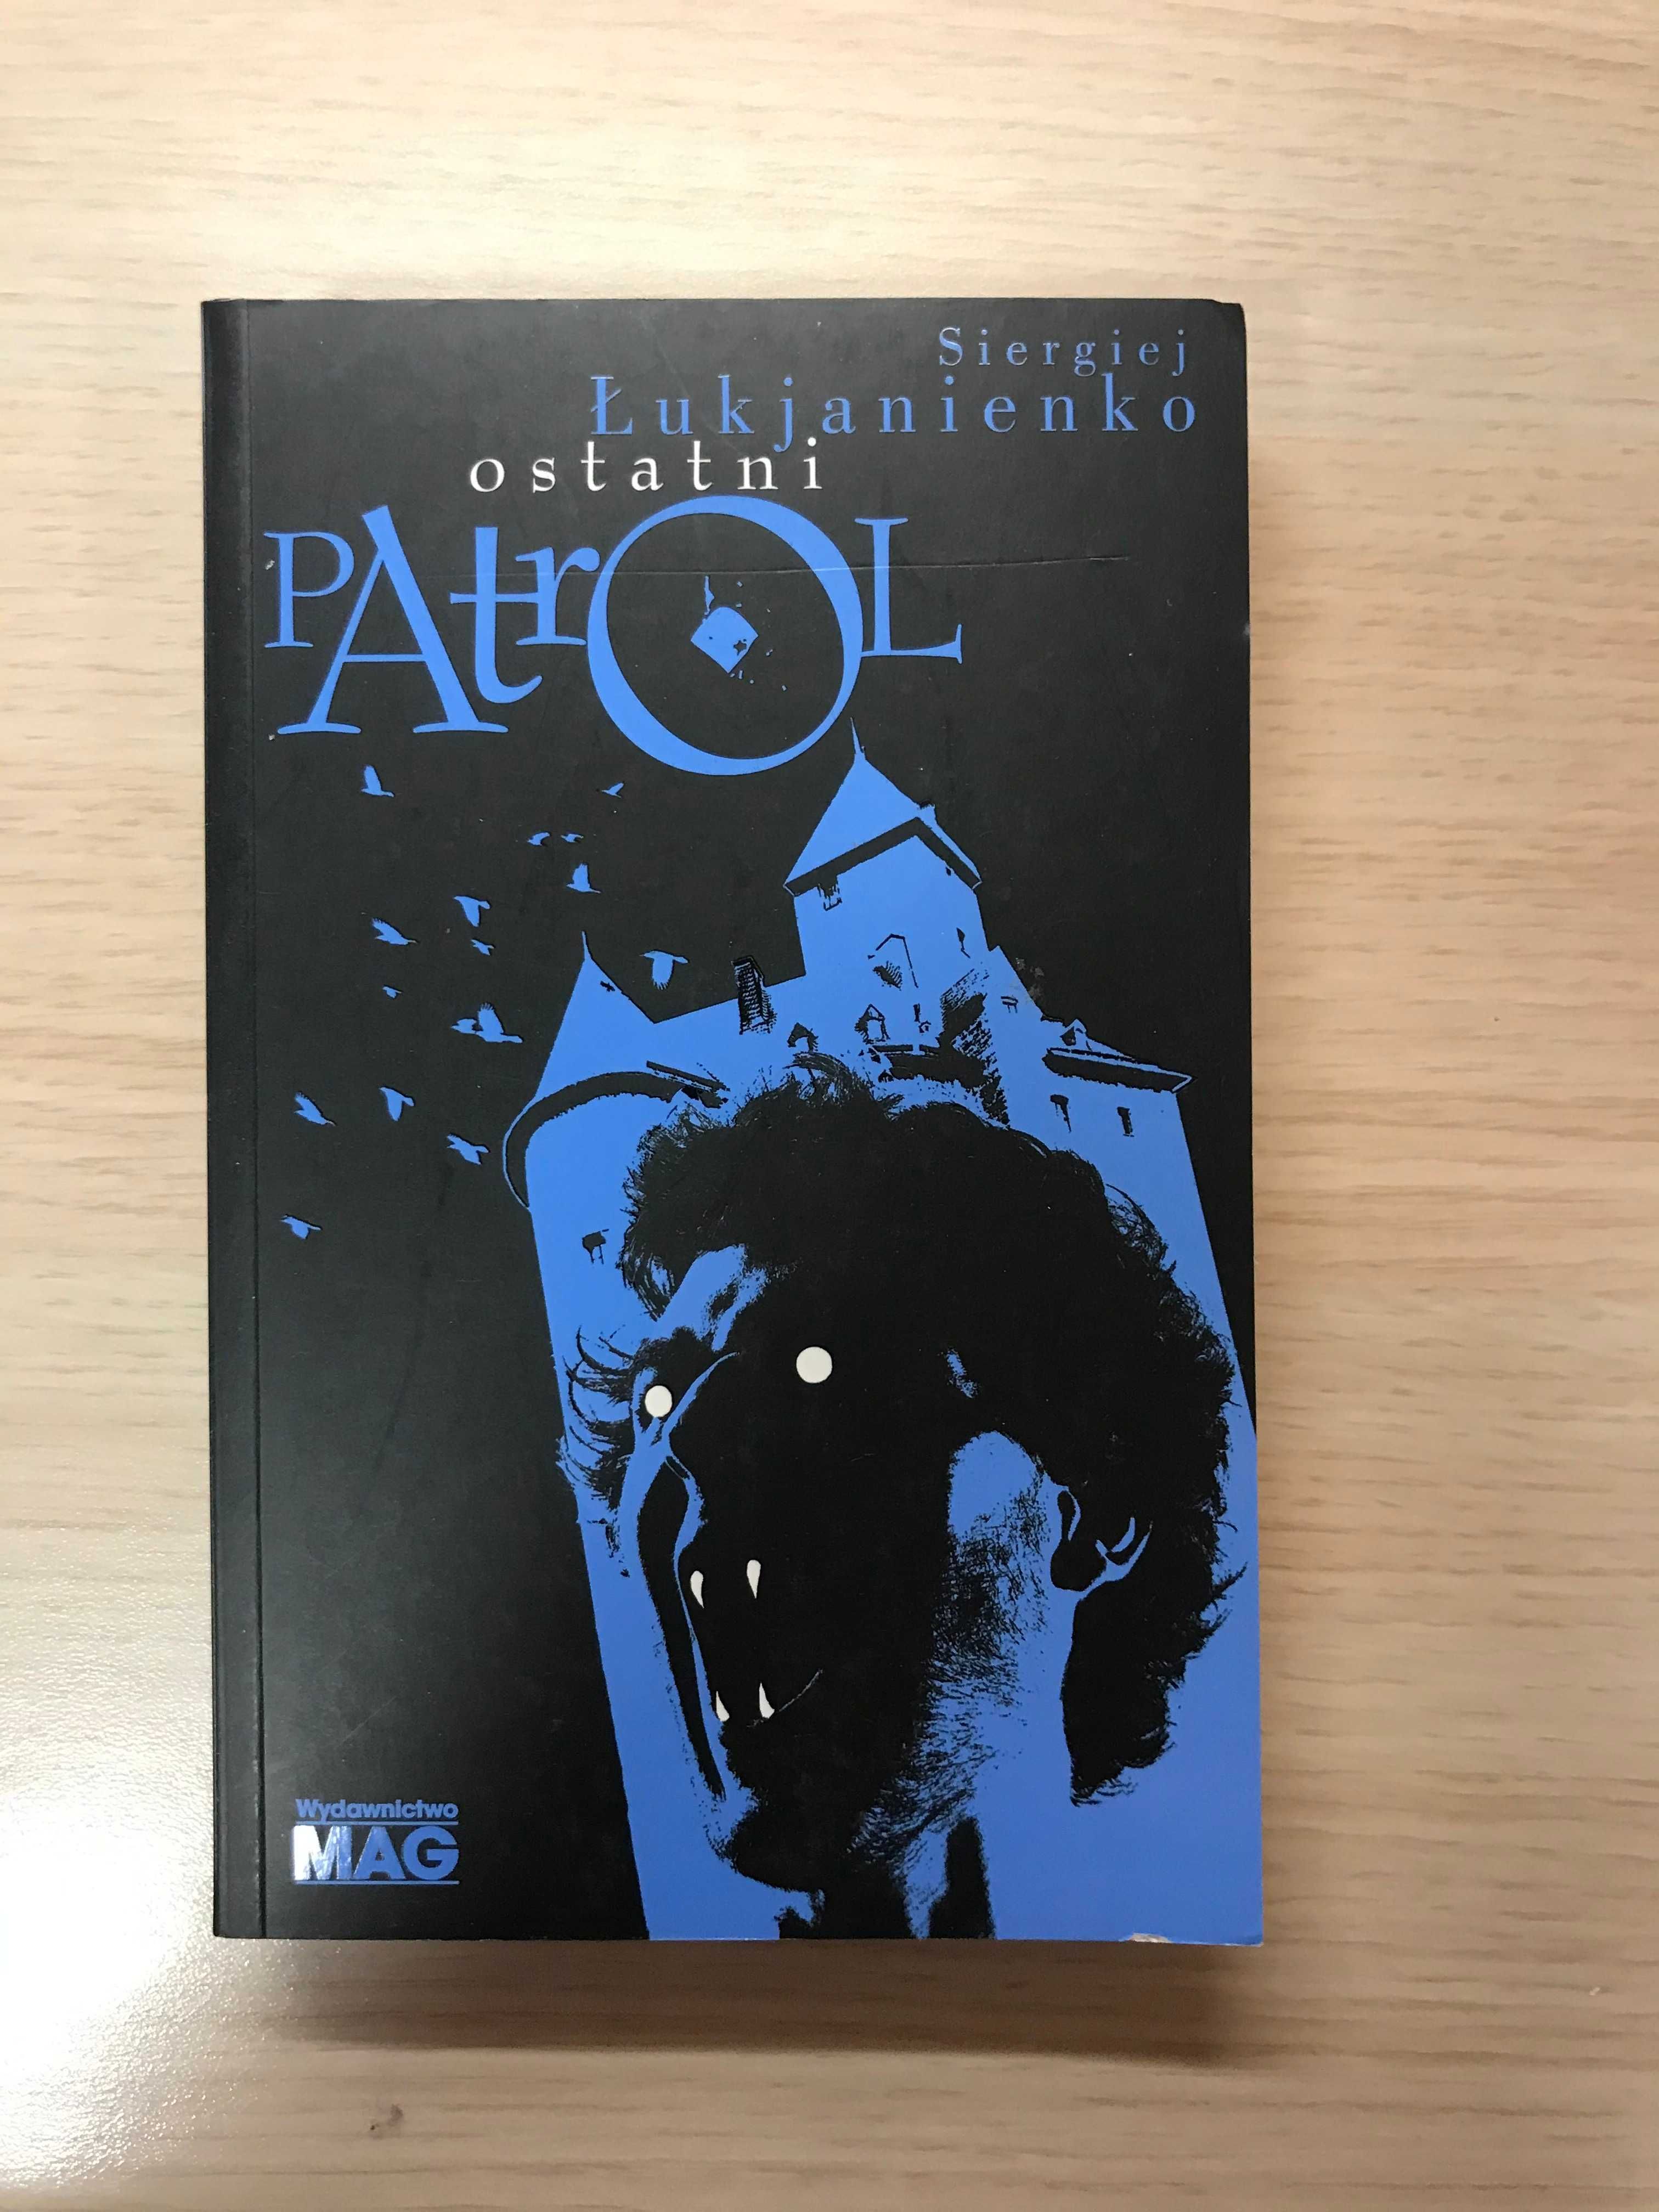 Siergiej
Łukjanienko
ostatni
PAtrOL
Wydawnictwo
MAG